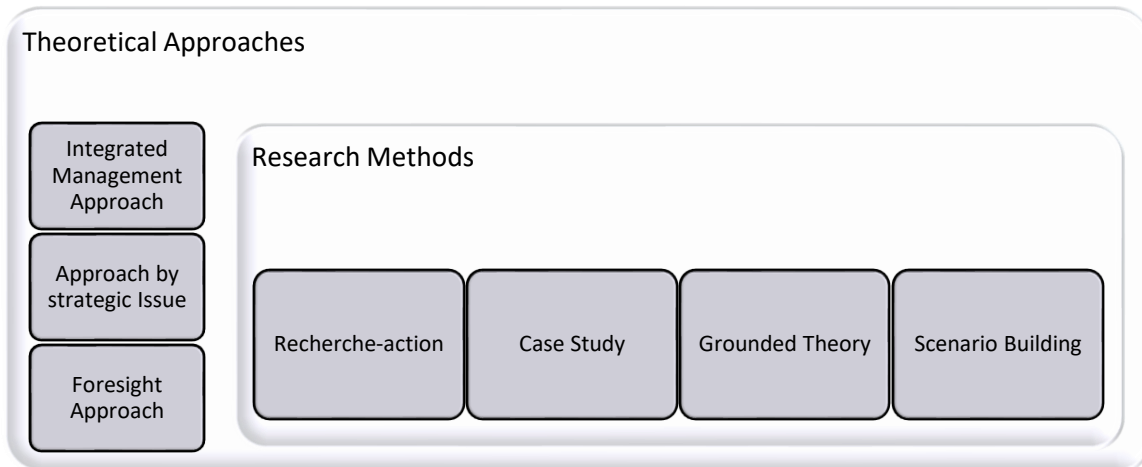 Theoretical Approaches
Integrated
Management
Approach
Approach by
strategic Issue
Foresight
Approach
Research Methods
Recherche-action
Case Study
Grounded Theory
Scenario Building